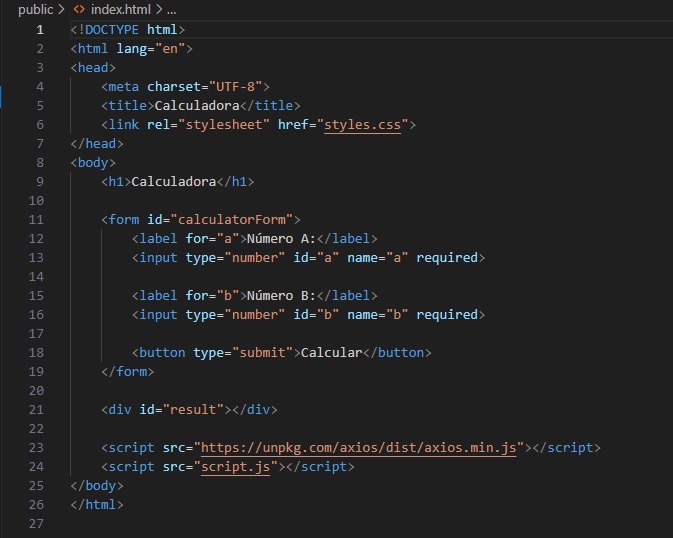 public > index.html > ...
1 <!DOCTYPE html>
2 <html lang="en">
3 <head>
4     <meta charset="UTF-8">
5     <title>Calculadora</title>
6     <link rel="stylesheet" href="styles.css">
7 </head>
8 <body>
9     <h1>Calculadora</h1>
10
11     <form id="calculatorForm">
12         <label for="a">Número A:</label>
13         <input type="number" id="a" name="a" required>
14
15         <label for="b">Número B:</label>
16         <input type="number" id="b" name="b" required>
17
18         <button type="submit">Calcular</button>
19     </form>
20
21     <div id="result"></div>
22
23     <script src="https://unpkg.com/axios/dist/axios.min.js"></script>
24     <script src="script.js"></script>
25 </body>
26 </html>
27